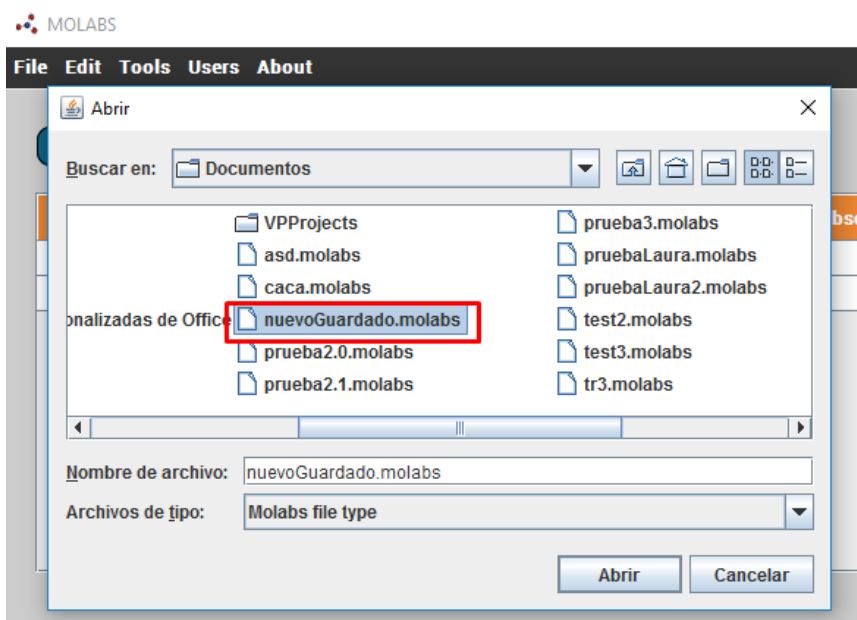 MOLABS
File Edit Tools Users About
Abrir
Buscar en: Documentos
VPProjects
asd.molabs
caca.molabs
onalizadas de Office
nuevoGuardado.molabs
prueba2.0.molabs
prueba2.1.molabs
prueba3.molabs
pruebaLaura.molabs
pruebaLaura2.molabs
test2.molabs
test3.molabs
tr3.molabs
bse
Nombre de archivo: nuevoGuardado.molabs
Archivos de tipo: Molabs file type
Abrir Cancelar